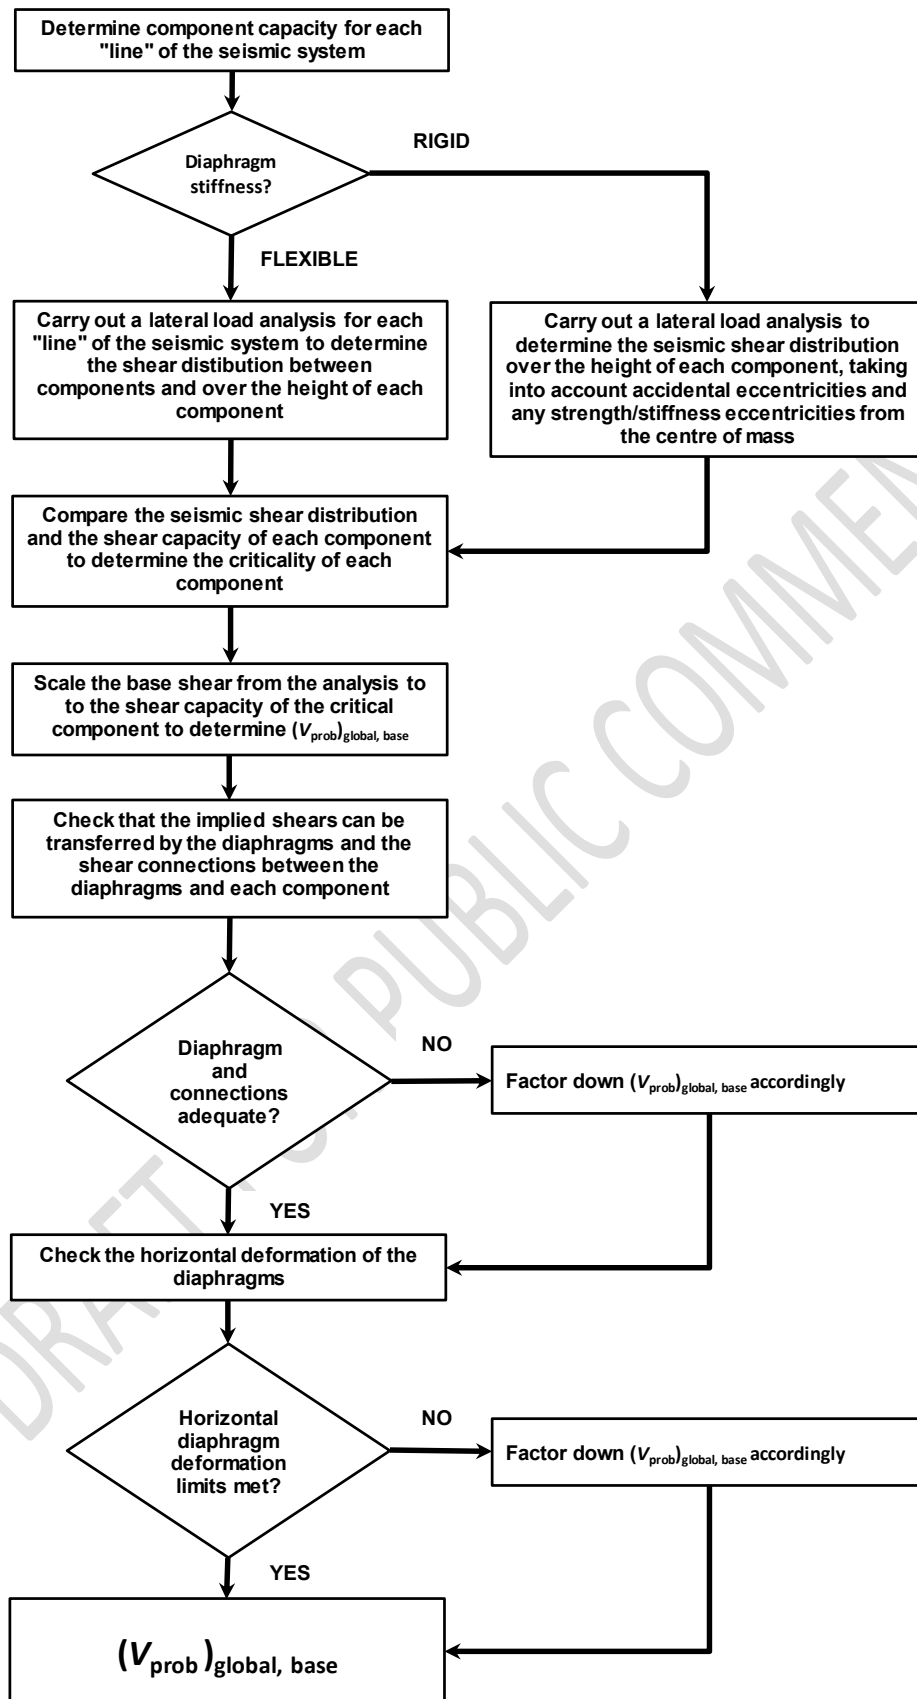 Determine component capacity for each
"line" of the seismic system
Diaphragm
stiffness?
RIGID
FLEXIBLE
Carry out a lateral load analysis for each
"line" of the seismic system to determine
the shear distibution between
components and over the height of each
component
Carry out a lateral load analysis to
determine the seismic shear distribution
over the height of each component, taking
into account accidental eccentricities and
any strength/stiffness eccentricities from
the centre of mass
Compare the seismic shear distribution
and the shear capacity of each component
to determine the criticality of each
component
Scale the base shear from the analysis to
to the shear capacity of the critical
component to determine (Vprob)global, base
Check that the implied shears can be
transferred by the diaphragms and the
shear connections between the
diaphragms and each component
Diaphragm
and
connections
adequate?
NO
Factor down (Vprob)global, base accordingly
YES
Check the horizontal deformation of the
diaphragms
Horizontal
diaphragm
deformation
limits met?
NO
Factor down (Vprob)global, base accordingly
YES
(Vprob)global, base
DRAFT FOR PUBLIC COMMEN